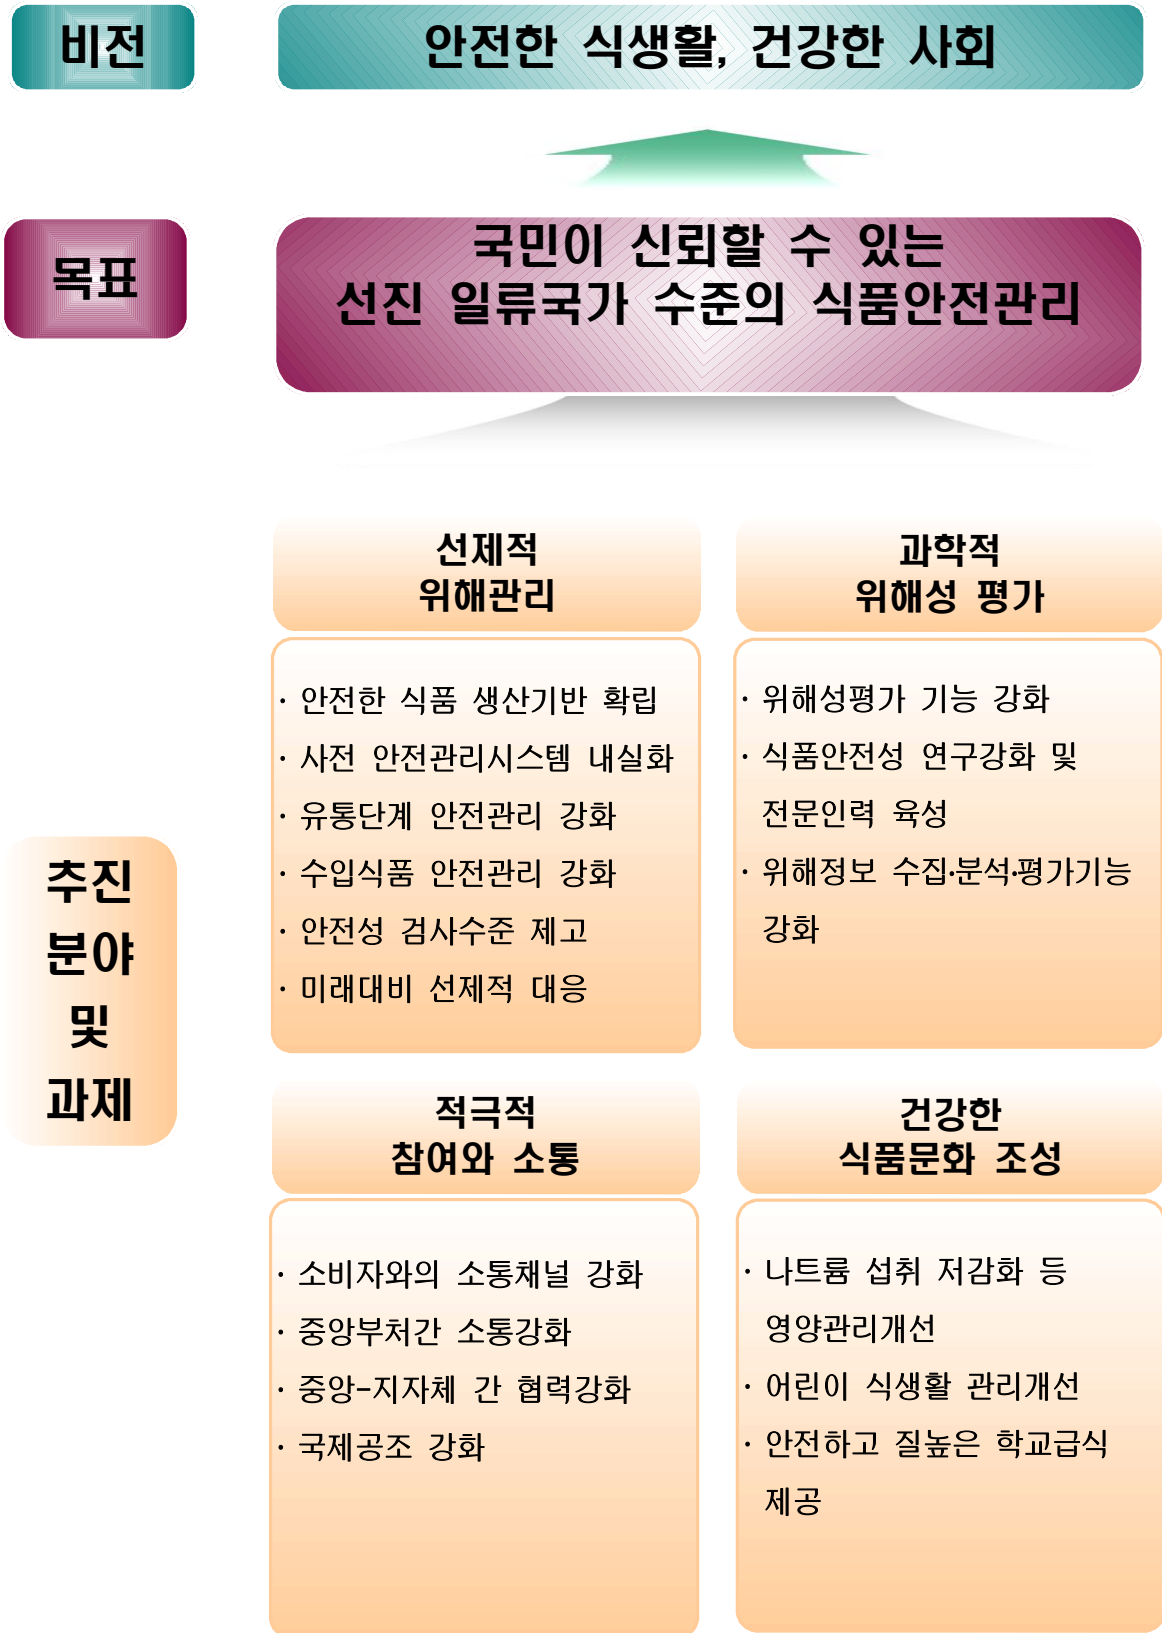 비전
안전한 식생활, 건강한 사회
목표
국민이 신뢰할 수 있는
선진 일류국가 수준의 식품안전관리
추진
분야
및
과제
선제적
위해관리
· 안전한 식품 생산기반 확립
· 사전 안전관리시스템 내실화
· 유통단계 안전관리 강화
· 수입식품 안전관리 강화
· 안전성 검사수준 제고
· 미래대비 선제적 대응
과학적
위해성 평가
· 위해성평가 기능 강화
· 식품안전성 연구강화 및
전문인력 육성
· 위해정보 수집·분석·평가기능
강화
적극적
참여와 소통
· 소비자와의 소통채널 강화
· 중앙부처간 소통강화
· 중앙-지자체 간 협력강화
· 국제공조 강화
건강한
식품문화 조성
· 나트륨 섭취 저감화 등
영양관리개선
· 어린이 식생활 관리개선
· 안전하고 질높은 학교급식
제공